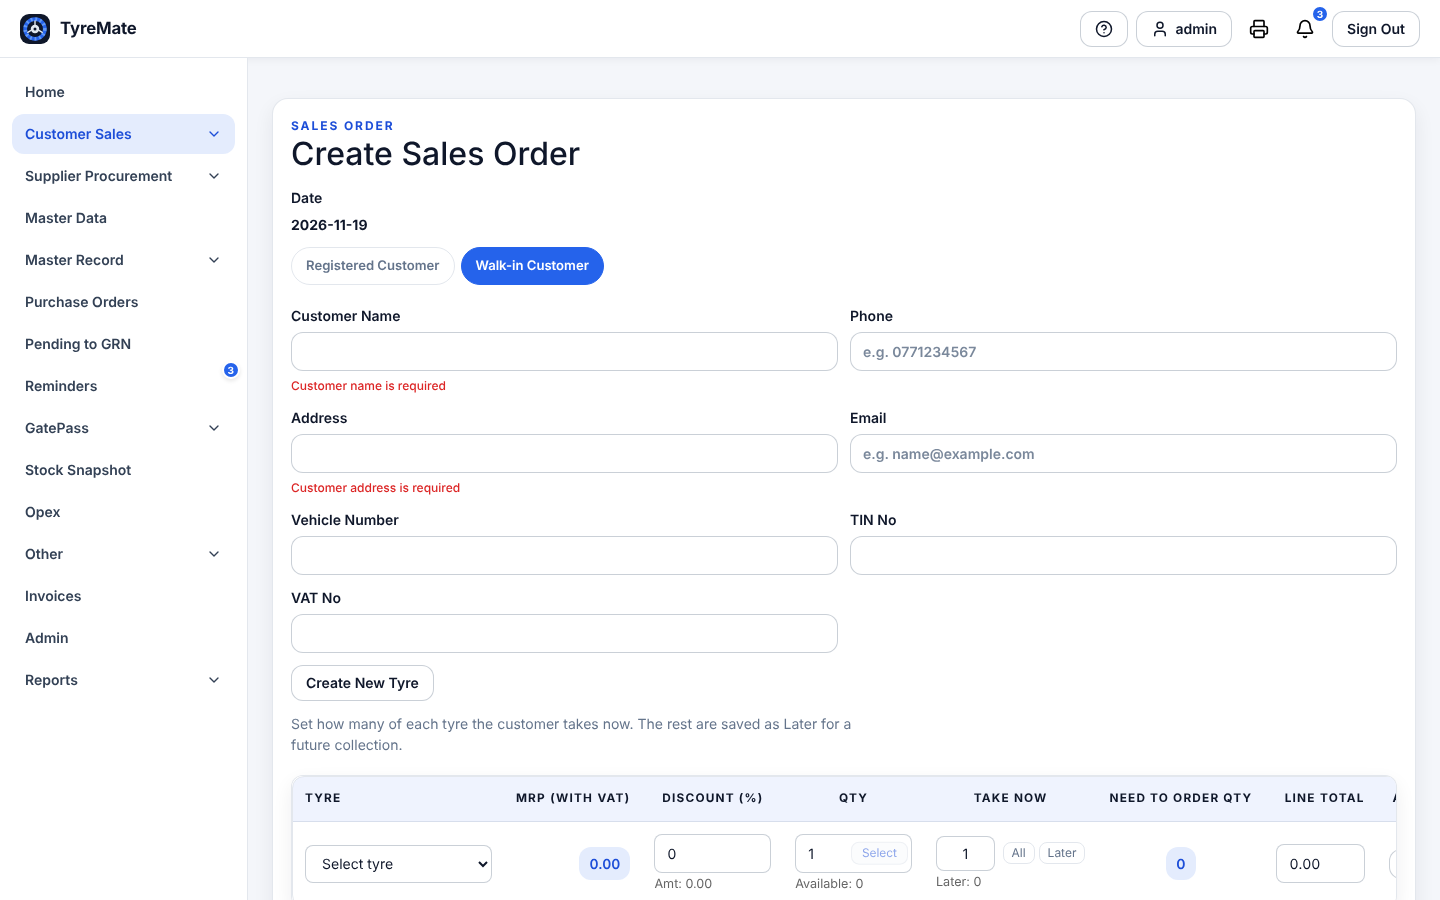 TyreMate
admin
3
Sign Out
Home
Customer Sales
Supplier Procurement
Master Data
Master Record
Purchase Orders
Pending to GRN
Reminders
3
GatePass
Stock Snapshot
Opex
Other
Invoices
Admin
Reports
SALES ORDER
Create Sales Order
Date
2026-11-19
Registered Customer
Walk-in Customer
Customer Name
Phone
e.g. 0771234567
Customer name is required
Address
Email
e.g. name@example.com
Customer address is required
Vehicle Number
TIN No
VAT No
Create New Tyre
Set how many of each tyre the customer takes now. The rest are saved as Later for a
future collection.
TYRE MRP (WITH VAT) DISCOUNT (%) QTY TAKE NOW NEED TO ORDER QTY LINE TOTAL
Select tyre 0.00 0 1 Select 1 All Later 0 0.00
Amt: 0.00 Available: 0 Later: 0